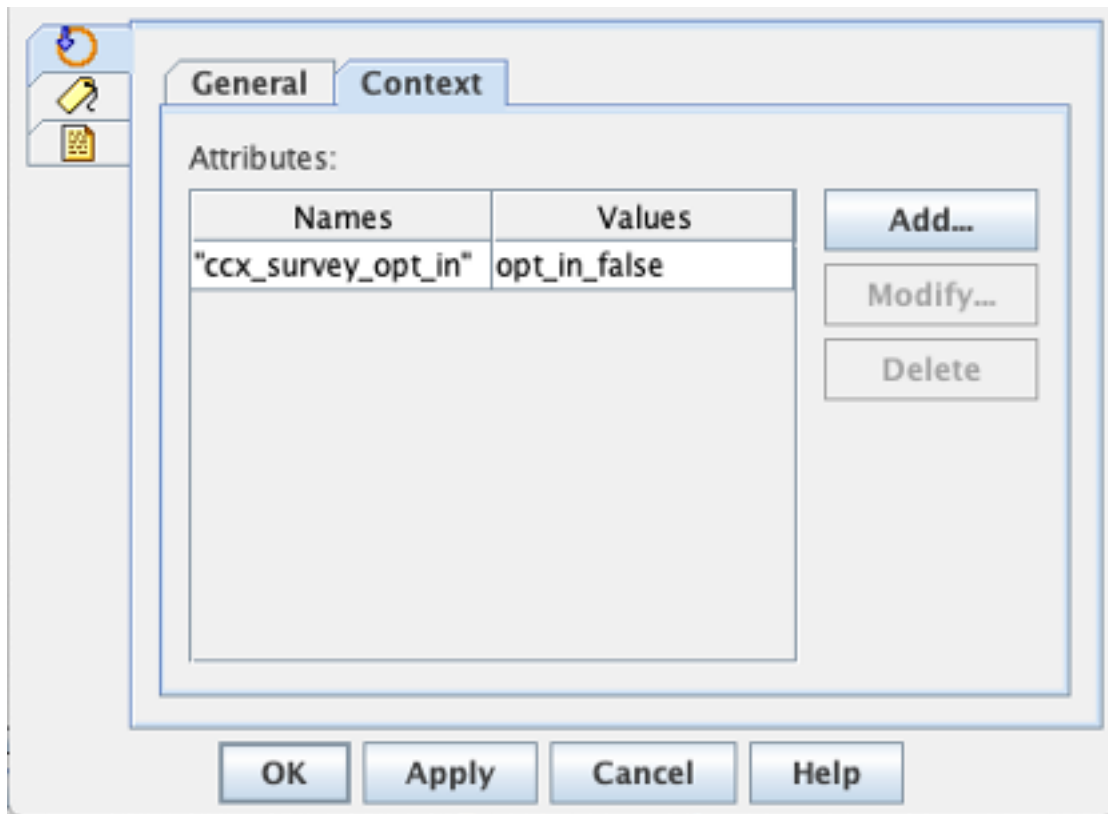 General Context
Attributes:
Names Values Add...
"ccx_survey_opt_in" opt_in_false
Modify...
Delete
OK Apply Cancel Help